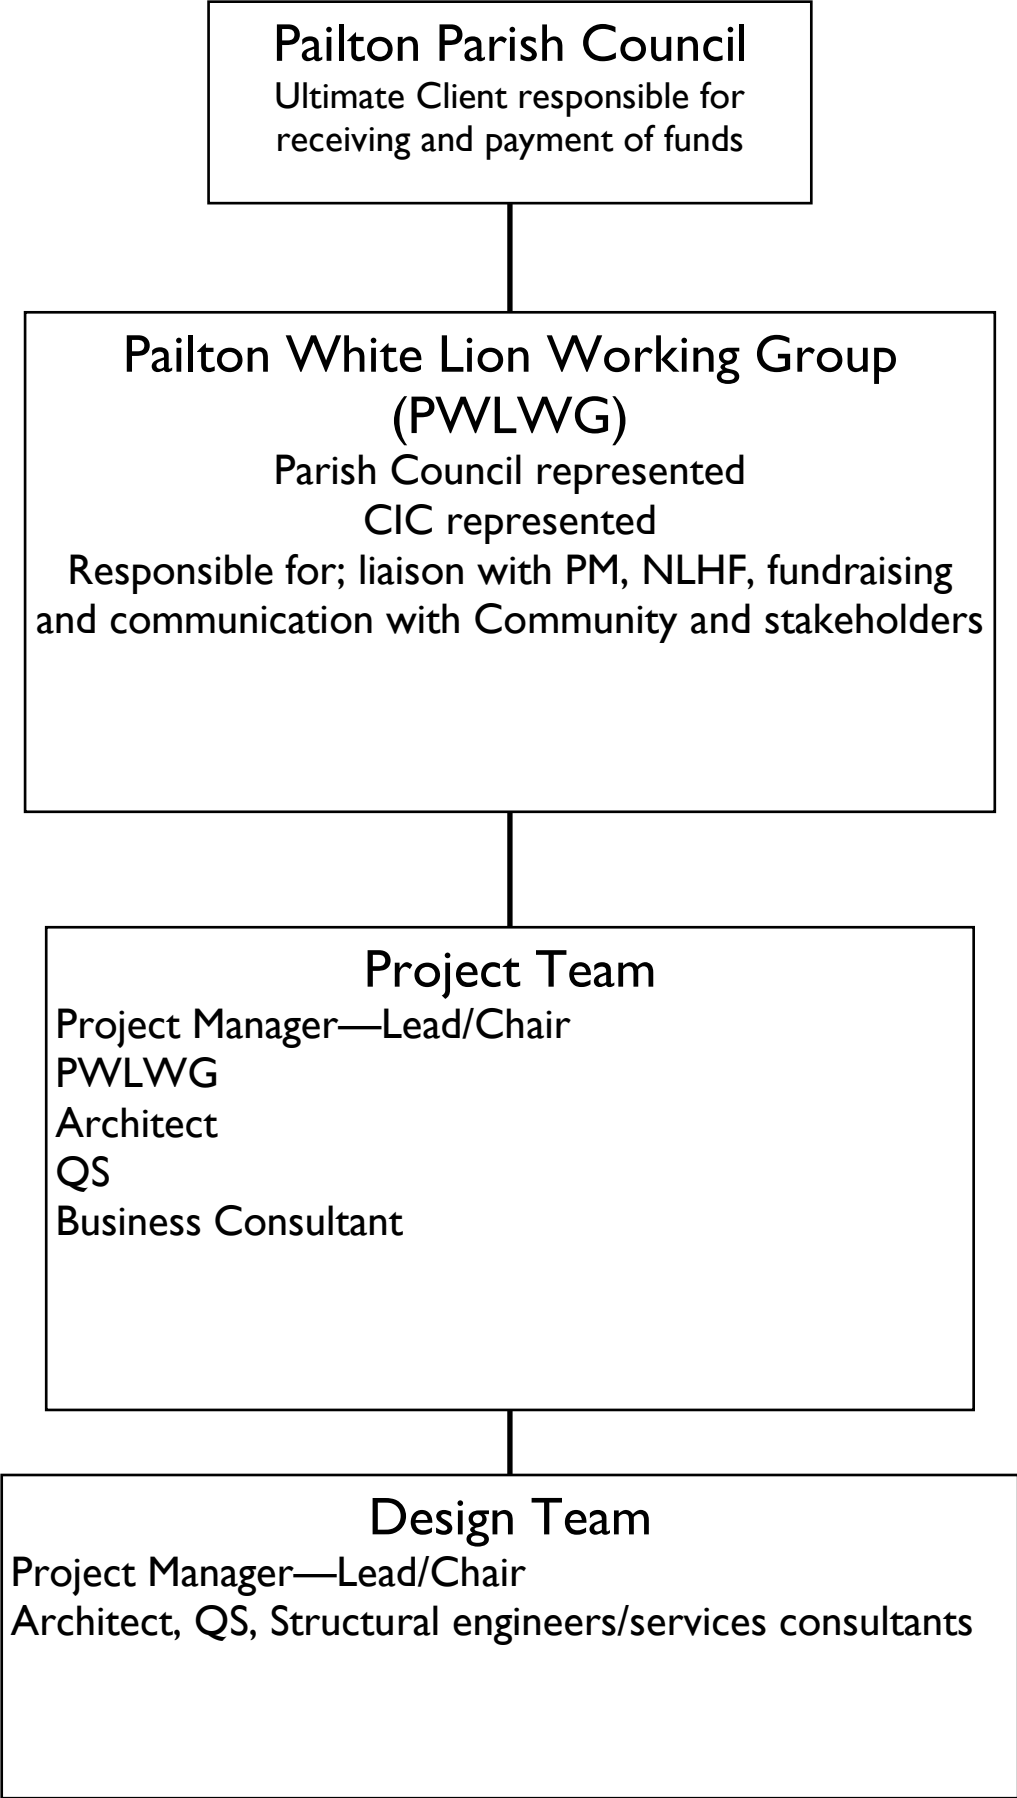 Pailton Parish Council
Ultimate Client responsible for
receiving and payment of funds
Pailton White Lion Working Group
(PWLWG)
Parish Council represented
CIC represented
Responsible for; liaison with PM, NLHF, fundraising
and communication with Community and stakeholders
Project Team
Project Manager—Lead/Chair
PWLWG
Architect
QS
Business Consultant
Design Team
Project Manager—Lead/Chair
Architect, QS, Structural engineers/services consultants